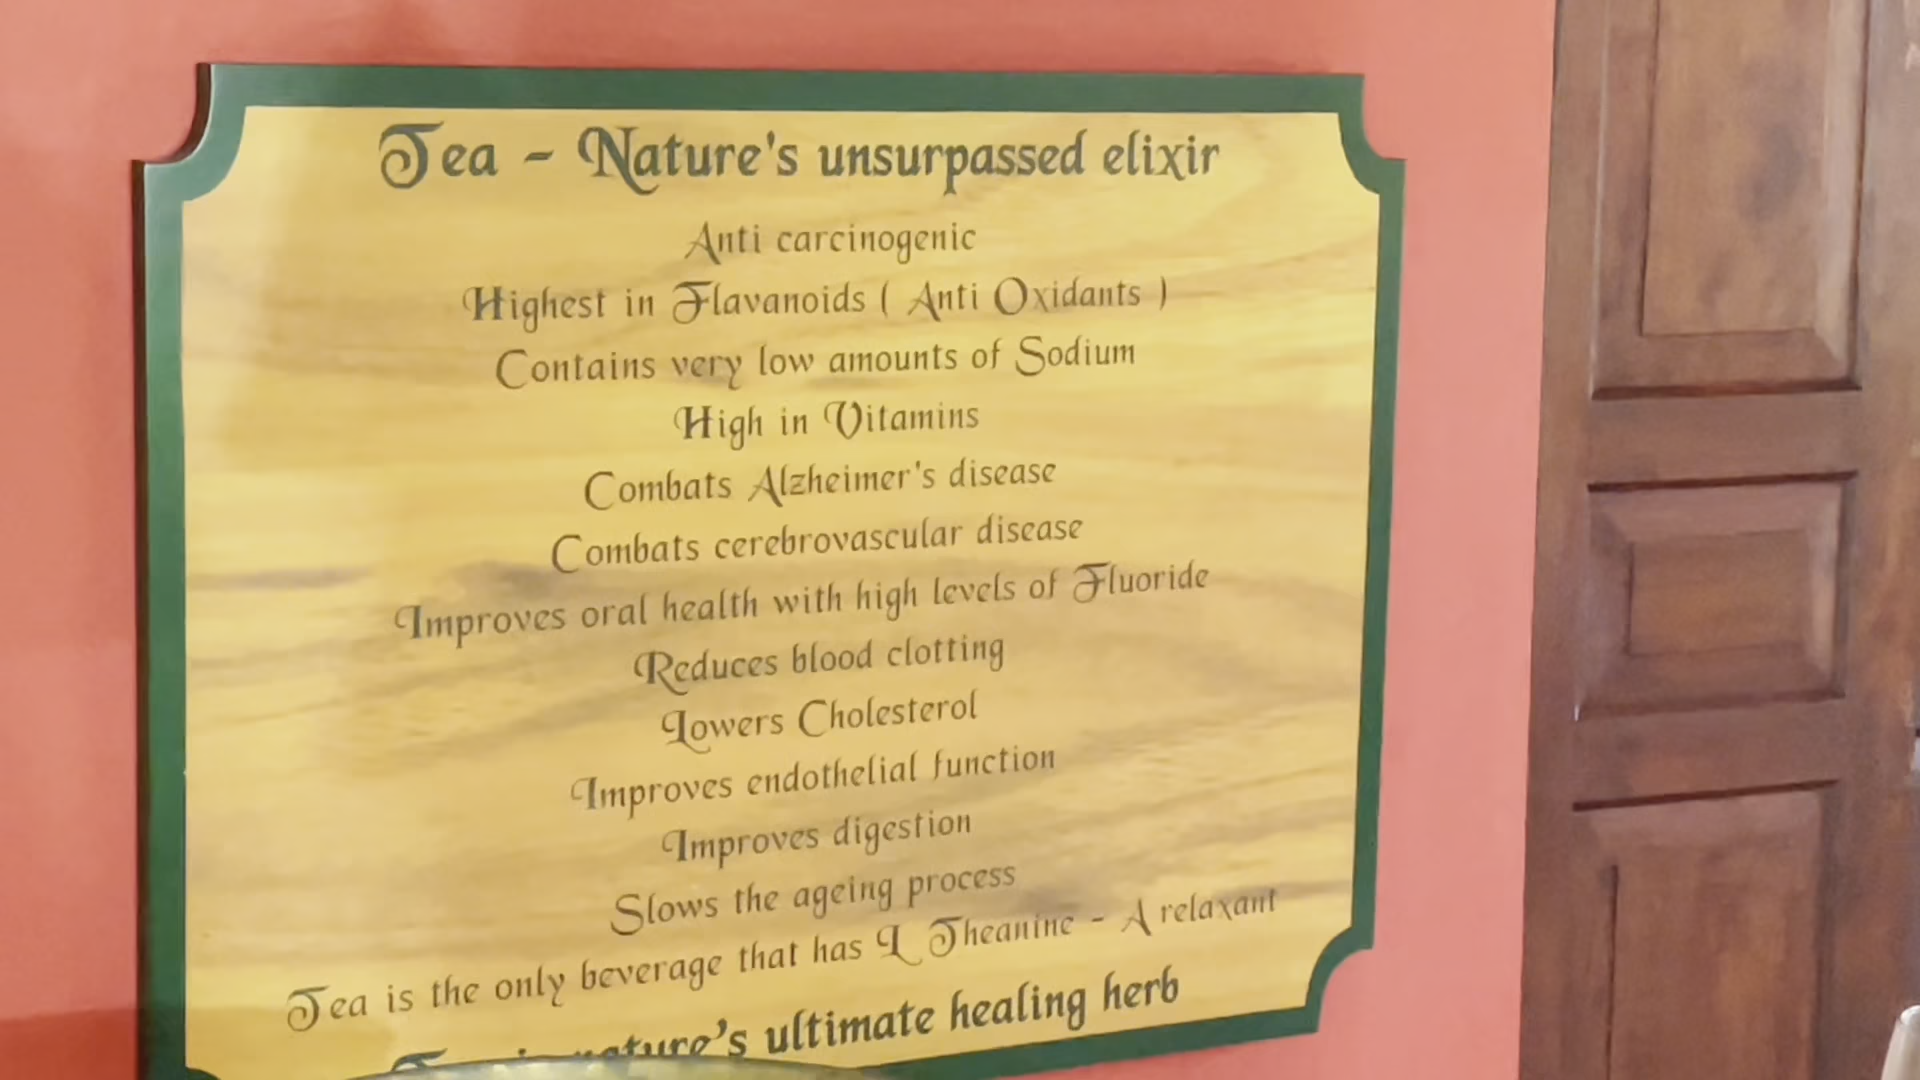 Tea - Nature's unsurpassed elixir
Anti carcinogenic
Highest in Flavanoids ( Anti Oxidants )
Contains very low amounts of Sodium
High in Vitamins
Combats Alzheimer's disease
Combats cerebrovascular disease
Improves oral health with high levels of Fluoride
Reduces blood clotting
Lowers Cholesterol
Improves endothelial function
Improves digestion
Slows the ageing process
Tea is the only beverage that has L Theanine - A relaxant
nature's ultimate healing herb